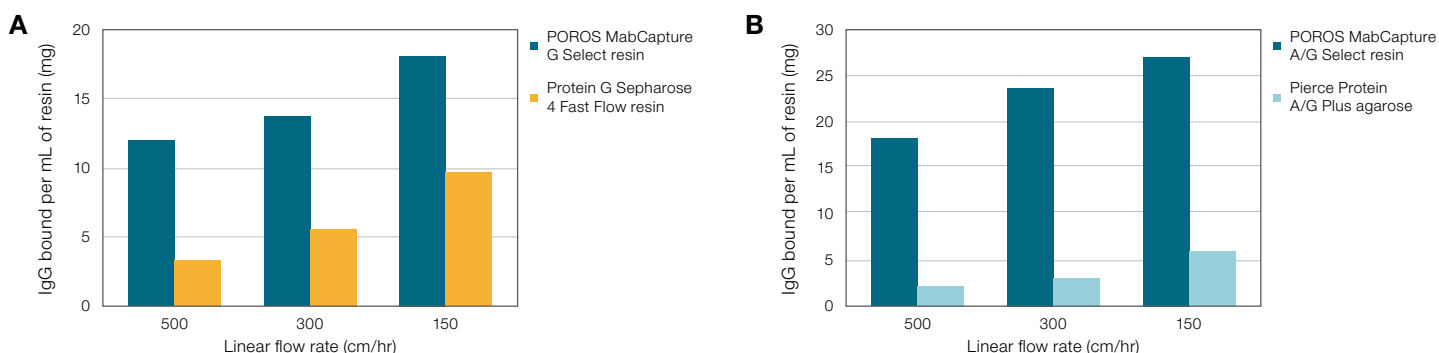 A
IgG bound per mL of resin (mg)
20
15
10
5
0
500
300
150
Linear flow rate (cm/hr)
POROS MabCapture
G Select resin
Protein G Sepharose
4 Fast Flow resin
B
IgG bound per mL of resin (mg)
30
25
20
15
10
5
0
500
300
150
Linear flow rate (cm/hr)
POROS MabCapture
A/G Select resin
Pierce Protein
A/G Plus agarose